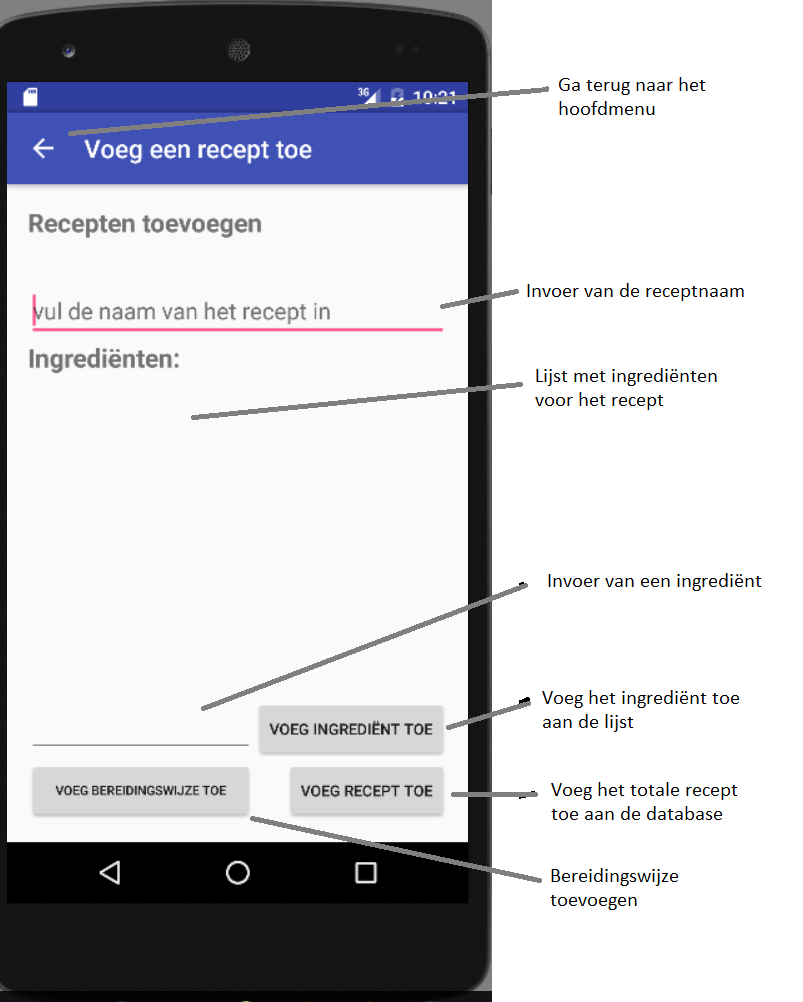 3G 10:21
Voeg een recept toe
Recepten toevoegen
vul de naam van het recept in
Ingrediënten:
VOEG INGREDIËNT TOE
VOEG BEREIDINGSWIJZE TOE
VOEG RECEPT TOE
Ga terug naar het
hoofdmenu
Invoer van de receptnaam
Lijst met ingrediënten
voor het recept
Invoer van een ingrediënt
Voeg het ingrediënt toe
aan de lijst
Voeg het totale recept
toe aan de database
Bereidingswijze
toevoegen